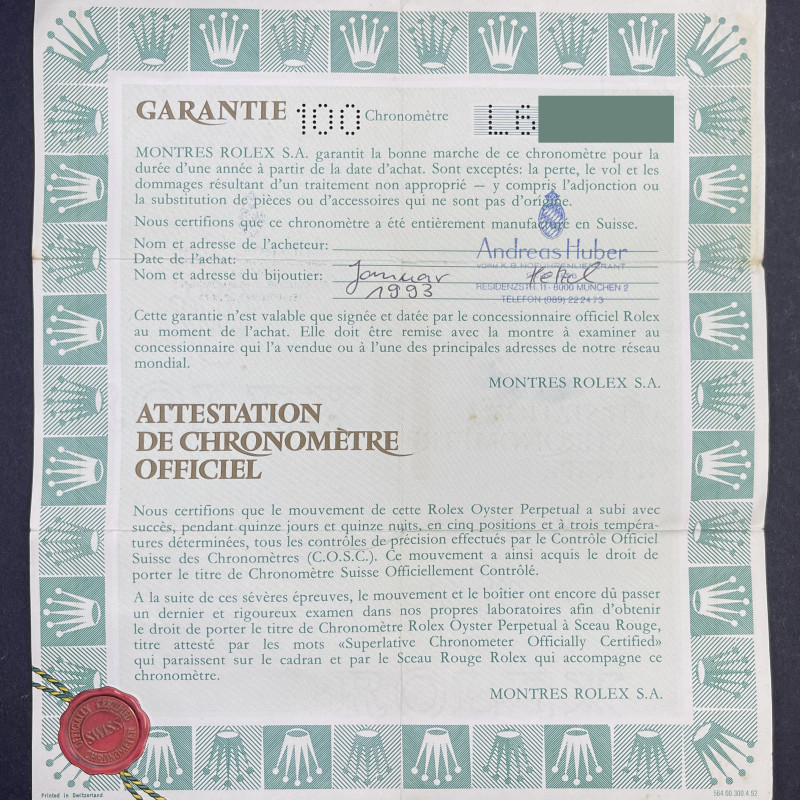 GARANTIE 100 Chronomètre L6
MONTRES ROLEX S.A. garantit la bonne marche de ce chronomètre pour la
durée d'une année à partir de la date d'achat. Sont exceptés: la perte, le vol et les
dommages résultant d'un traitement non approprié – y compris l'adjonction ou
la substitution de pièces ou d'accessoires qui ne sont pas d'origine.
Nous certifions que ce chronomètre a été entièrement manufacturé en Suisse.
Nom et adresse de l'acheteur:
Andreas Huber
Date de l'achat:
VORM. K. B. HOFUHRENLIEFERANT
Nom et adresse du bijoutier: Januar 1993
RESIDENZSTR. 11 - 8000 MÜNCHEN 2
TELEFON (089) 22 24 73
Cette garantie n'est valable que signée et datée par le concessionnaire officiel Rolex
au moment de l'achat. Elle doit être remise avec la montre à examiner au
concessionnaire qui l'a vendue ou à l'une des principales adresses de notre réseau
mondial.
MONTRES ROLEX S.A.
ATTESTATION
DE CHRONOMÈTRE
OFFICIEL
Nous certifions que le mouvement de cette Rolex Oyster Perpetual a subi avec
succès, pendant quinze jours et quinze nuits, en cinq positions et à trois tempéra-
tures déterminées, tous les contrôles de précision effectués par le Contrôle Officiel
Suisse des Chronomètres (C.O.S.C.). Ce mouvement a ainsi acquis le droit de
porter le titre de Chronomètre Suisse Officiellement Contrôlé.
A la suite de ces sévères épreuves, le mouvement et le boîtier ont encore dû passer
un dernier et rigoureux examen dans nos propres laboratoires afin d'obtenir
le droit de porter le titre de Chronomètre Rolex Oyster Perpetual à Sceau Rouge,
titre attesté par les mots «Superlative Chronometer Officially Certified»
qui paraissent sur le cadran et par le Sceau Rouge Rolex qui accompagne ce
chronomètre.
MONTRES ROLEX S.A.
OFFICIALLY CERTIFIED
SWISS
CHRONOMETER
Printed in Switzerland
564.00.300.4.92